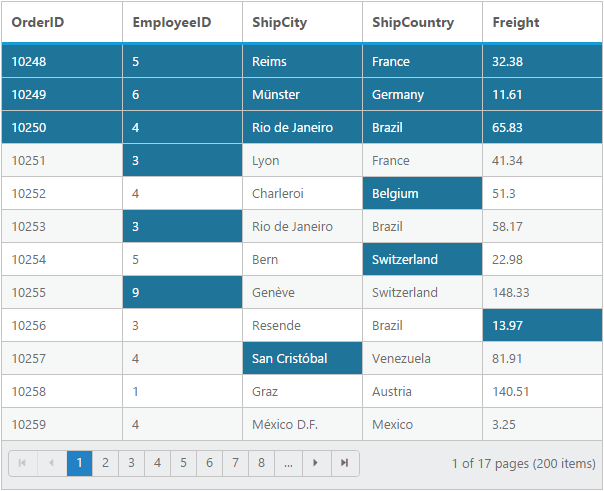 OrderID EmployeeID ShipCity ShipCountry Freight
10248 5 Reims France 32.38
10249 6 Münster Germany 11.61
10250 4 Rio de Janeiro Brazil 65.83
10251 3 Lyon France 41.34
10252 4 Charleroi Belgium 51.3
10253 3 Rio de Janeiro Brazil 58.17
10254 5 Bern Switzerland 22.98
10255 9 Genève Switzerland 148.33
10256 3 Resende Brazil 13.97
10257 4 San Cristóbal Venezuela 81.91
10258 1 Graz Austria 140.51
10259 4 México D.F. Mexico 3.25
1 2 3 4 5 6 7 8 ... 1 of 17 pages (200 items)